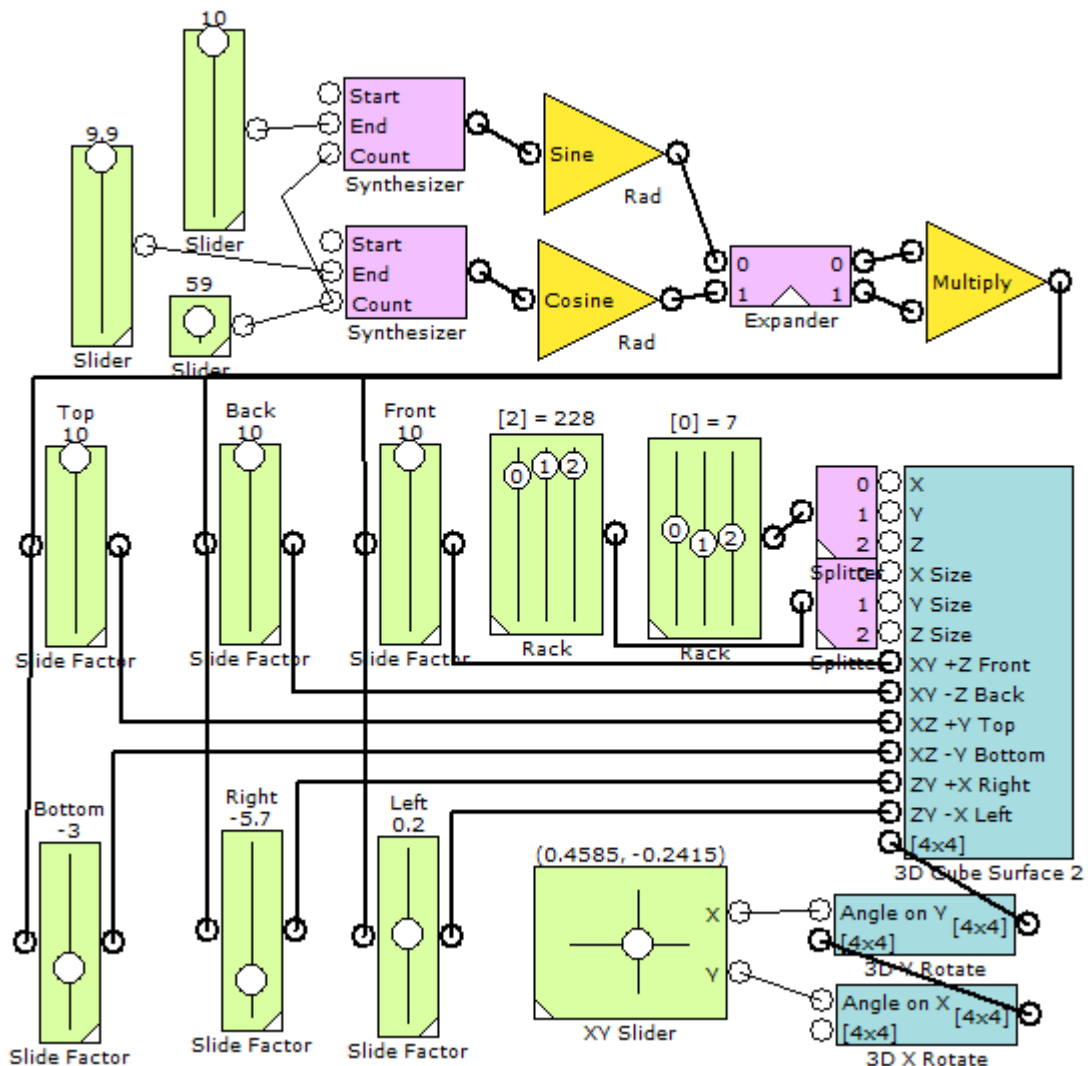 10
Slider
9.9
Slider
59
Slider
Start
End
Count
Synthesizer
Start
End
Count
Synthesizer
Sine
Rad
Cosine
Rad
0 0
1 1
Expander
Multiply
Top
10
Slide Factor
Back
10
Slide Factor
Front
10
Slide Factor
[2] = 228
0 1 2
Rack
[0] = 7
0 1 2
Rack
0
1
2
Splitter
0
1
2
Splitter
X
Y
Z
X Size
Y Size
Z Size
XY +Z Front
XY -Z Back
XZ +Y Top
XZ -Y Bottom
ZY +X Right
ZY -X Left
[4x4]
3D Cube Surface 2
Bottom
-3
Slide Factor
Right
-5.7
Slide Factor
Left
0.2
Slide Factor
(0.4585, -0.2415)
X
Y
XY Slider
Angle on Y
[4x4]
[4x4]
3D Y Rotate
Angle on X
[4x4]
[4x4]
3D X Rotate